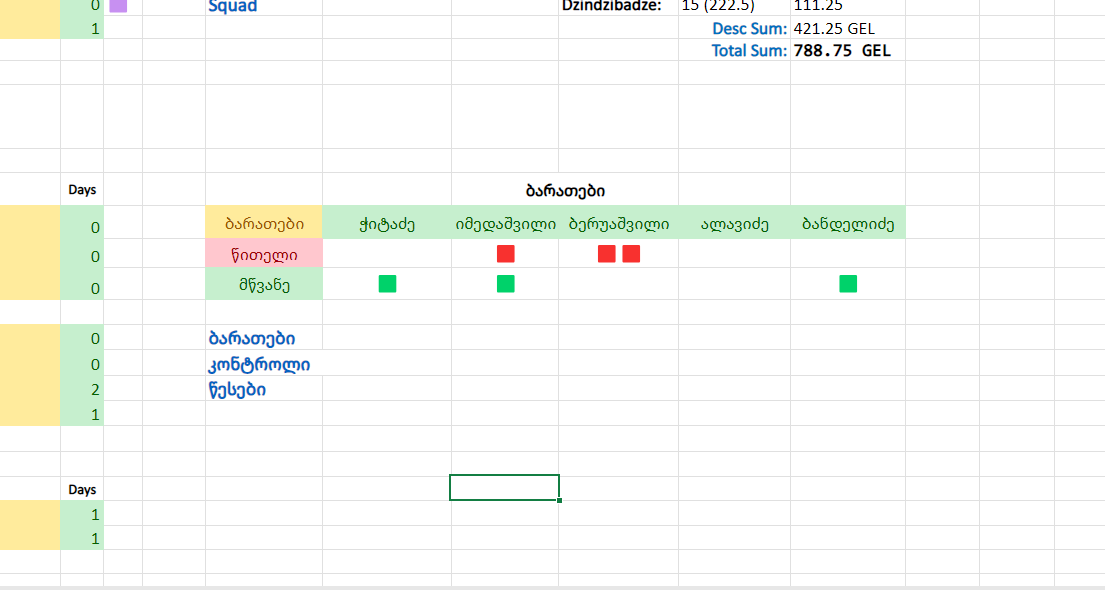 0 Squad Dzindzibadze: 15 (222.5) 111.25
1 Desc Sum: 421.25 GEL
Total Sum: 788.75 GEL
Days ბარათები
0 ბარათები ჭიტაძე იმედაშვილი ბერუაშვილი ალავიძე ბანდელიძე
0 წითელი
0 მწვანე
0 ბარათები
0 კონტროლი
2 წესები
1
Days
1
1